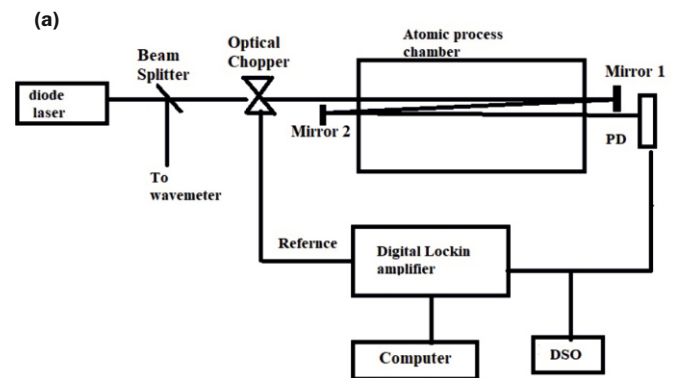 (a)
Beam
Splitter
Optical
Chopper
Atomic process
chamber
Mirror 1
diode
laser
Mirror 2
PD
To
wavemeter
Refernce
Digital Lockin
amplifier
Computer
DSO